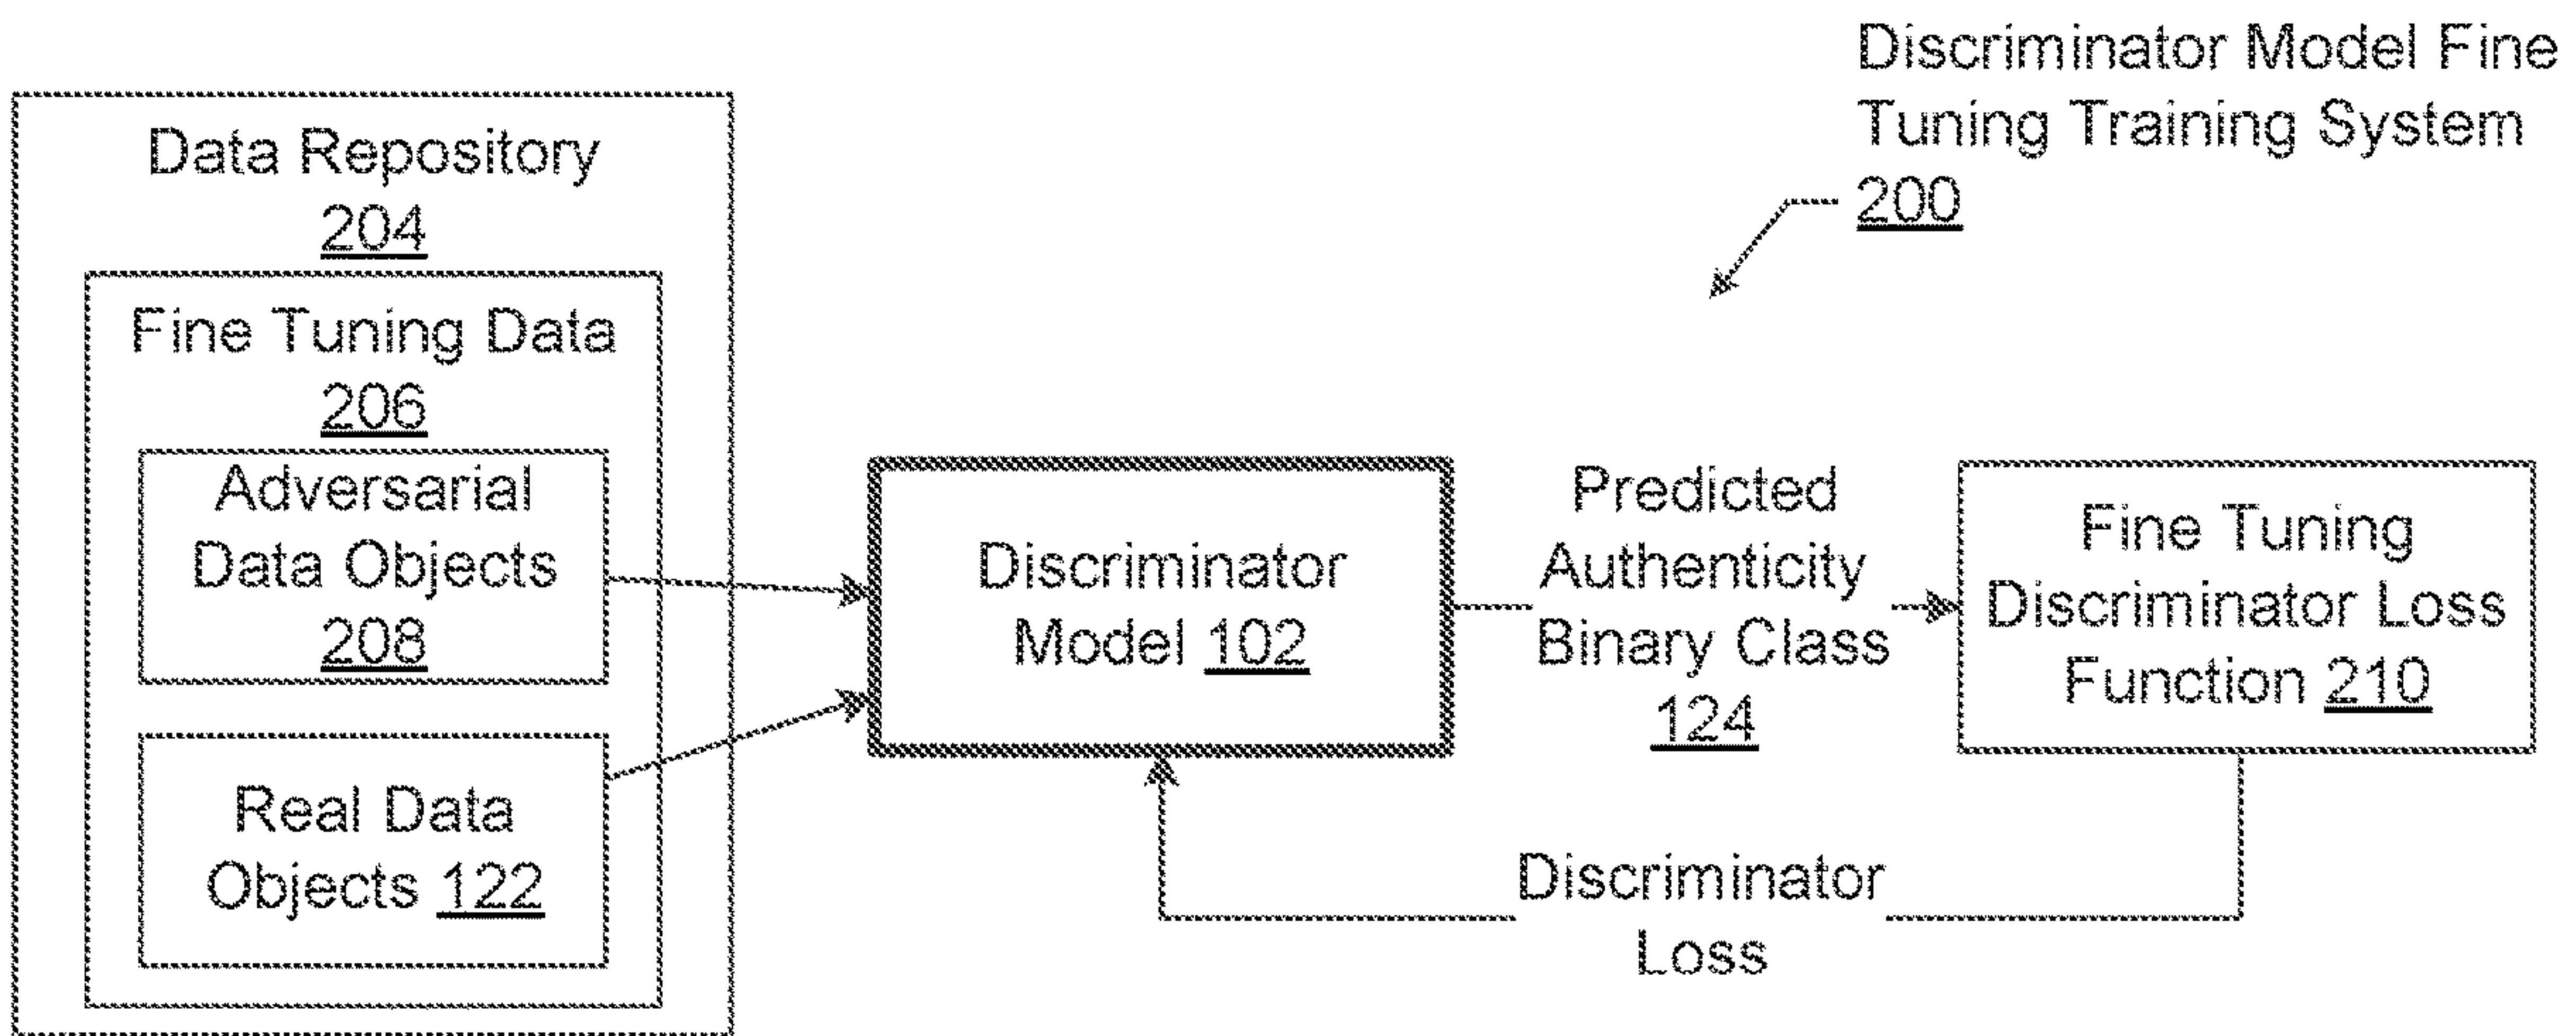 Discriminator Model Fine
Tuning Training System
200
Data Repository
204
Fine Tuning Data
206
Adversarial
Data Objects
208
Real Data
Objects 122
Discriminator
Model 102
Predicted
Authenticity
Binary Class
124
Fine Tuning
Discriminator Loss
Function 210
Discriminator
Loss